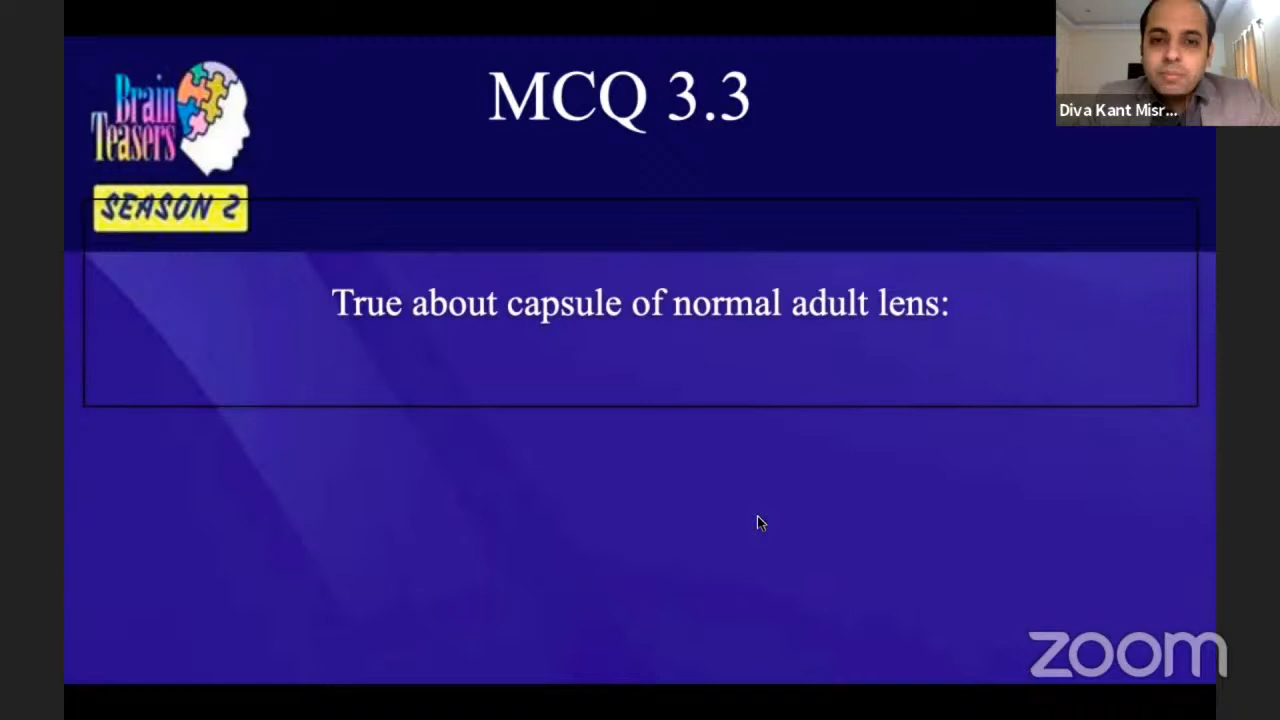 Brain
Teasers
SEASON 2
MCQ 3.3
Diva Kant Misr...
True about capsule of normal adult lens:
zoom